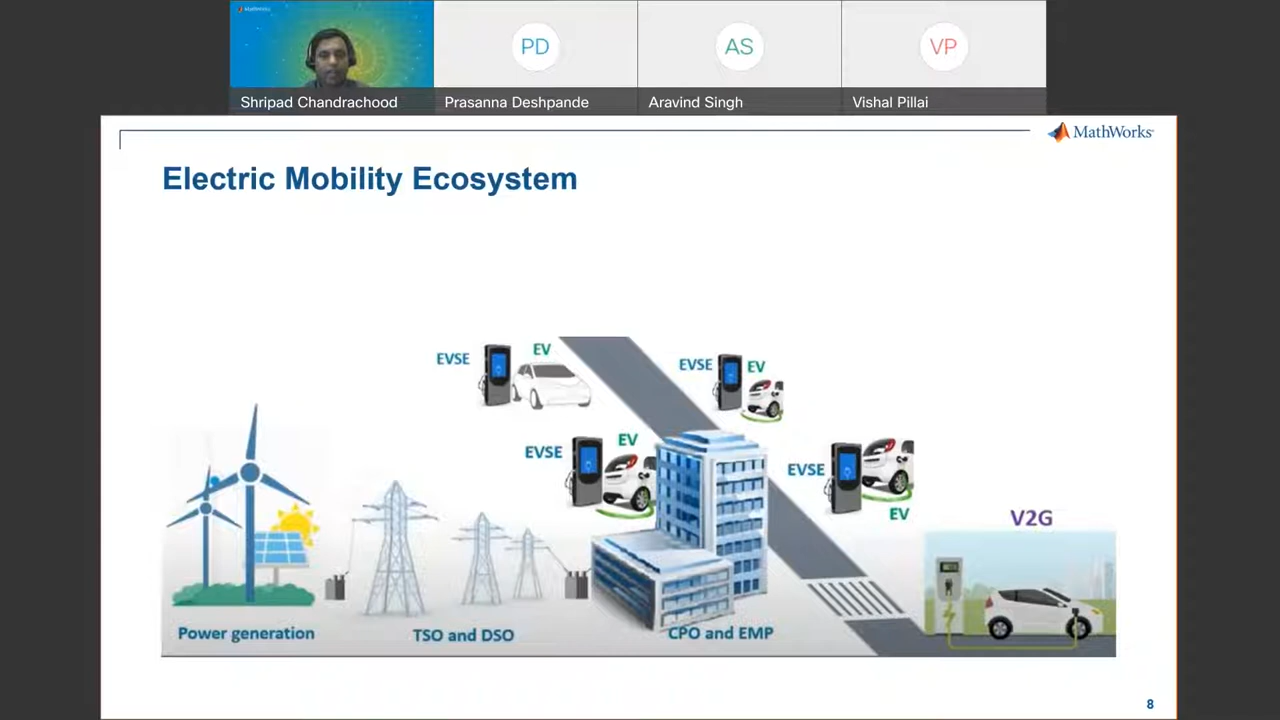 MathWorks
PD
AS
VP
Shripad Chandrachood
Prasanna Deshpande
Aravind Singh
Vishal Pillai
MathWorks
Electric Mobility Ecosystem
EVSE
EV
EVSE
EV
EVSE
EV
EVSE
EV
V2G
Power generation
TSO and DSO
CPO and EMP
8